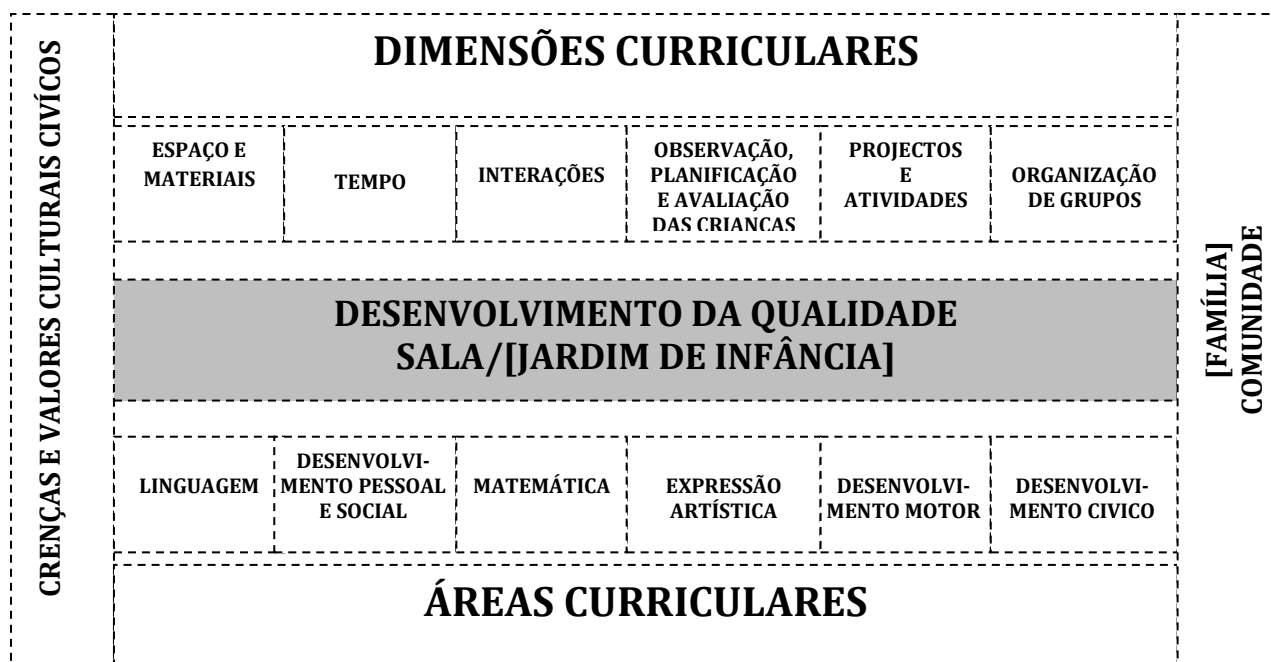 CRENÇAS E VALORES CULTURAIS CIVÍCOS
DIMENSÕES CURRICULARES
ESPAÇO E
MATERIAIS
TEMPO
INTERAÇÕES
OBSERVAÇÃO,
PLANIFICAÇÃO
E AVALIAÇÃO
DAS CRIANÇAS
PROJECTOS
E
ATIVIDADES
ORGANIZAÇÃO
DE GRUPOS
DESENVOLVIMENTO DA QUALIDADE
SALA/[JARDIM DE INFÂNCIA]
LINGUAGEM
DESENVOLVI-
MENTO PESSOAL
E SOCIAL
MATEMÁTICA
EXPRESSÃO
ARTÍSTICA
DESENVOLVI-
MENTO MOTOR
DESENVOLVI-
MENTO CIVICO
ÁREAS CURRICULARES
[FAMÍLIA]
COMUNIDADE